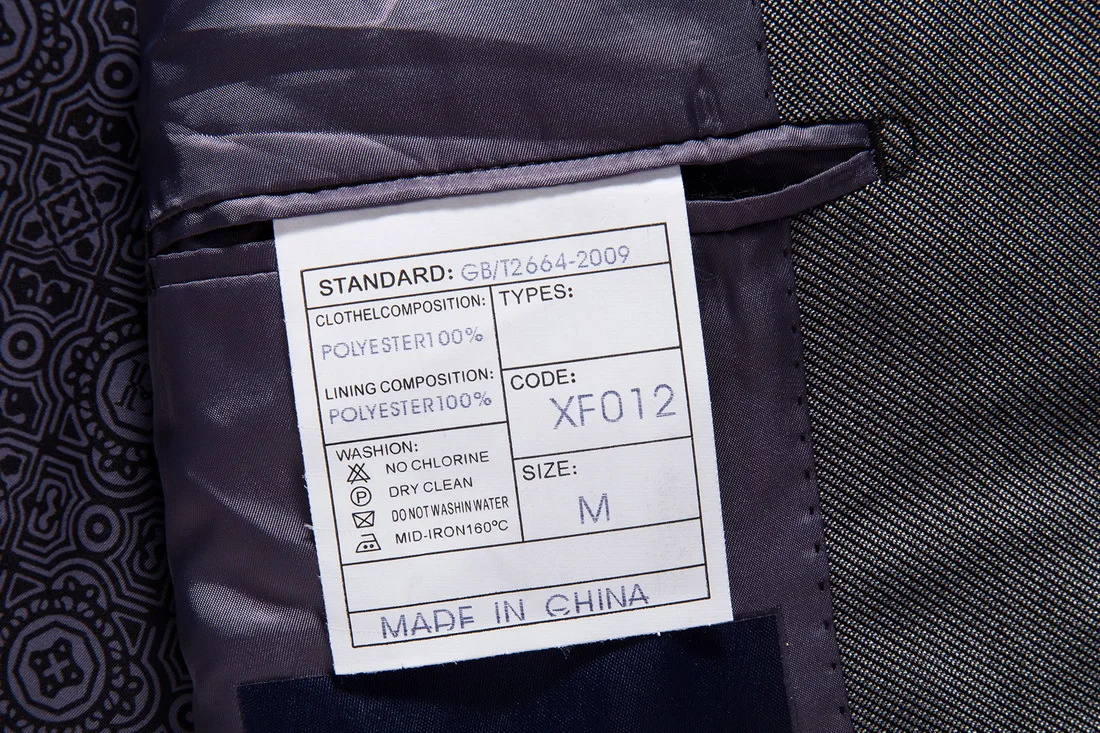 STANDARD: GB/T2664-2009
CLOTHELCOMPOSITION:
POLYESTER100%
LINING COMPOSITION:
POLYESTER100%
WASHION:
NO CHLORINE
P DRY CLEAN
DO NOT WASHIN WATER
MID-IRON160°C
TYPES:
CODE:
XF012
SIZE:
M
MADE IN CHINA